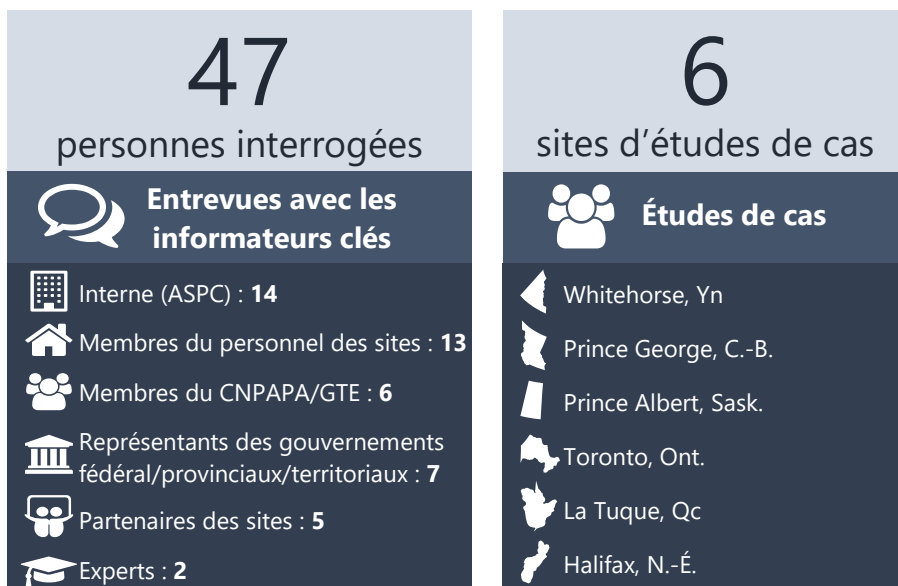 47
personnes interrogées
Entrevues avec les
informateurs clés
Interne (ASPC) : 14
Membres du personnel des sites : 13
Membres du CNPAPA/GTE : 6
Représentants des gouvernements
fédéral/provinciaux/territoriaux : 7
Partenaires des sites : 5
Experts : 2
6
sites d’études de cas
Études de cas
Whitehorse, Yn
Prince George, C.-B.
Prince Albert, Sask.
Toronto, Ont.
La Tuque, Qc
Halifax, N.-É.